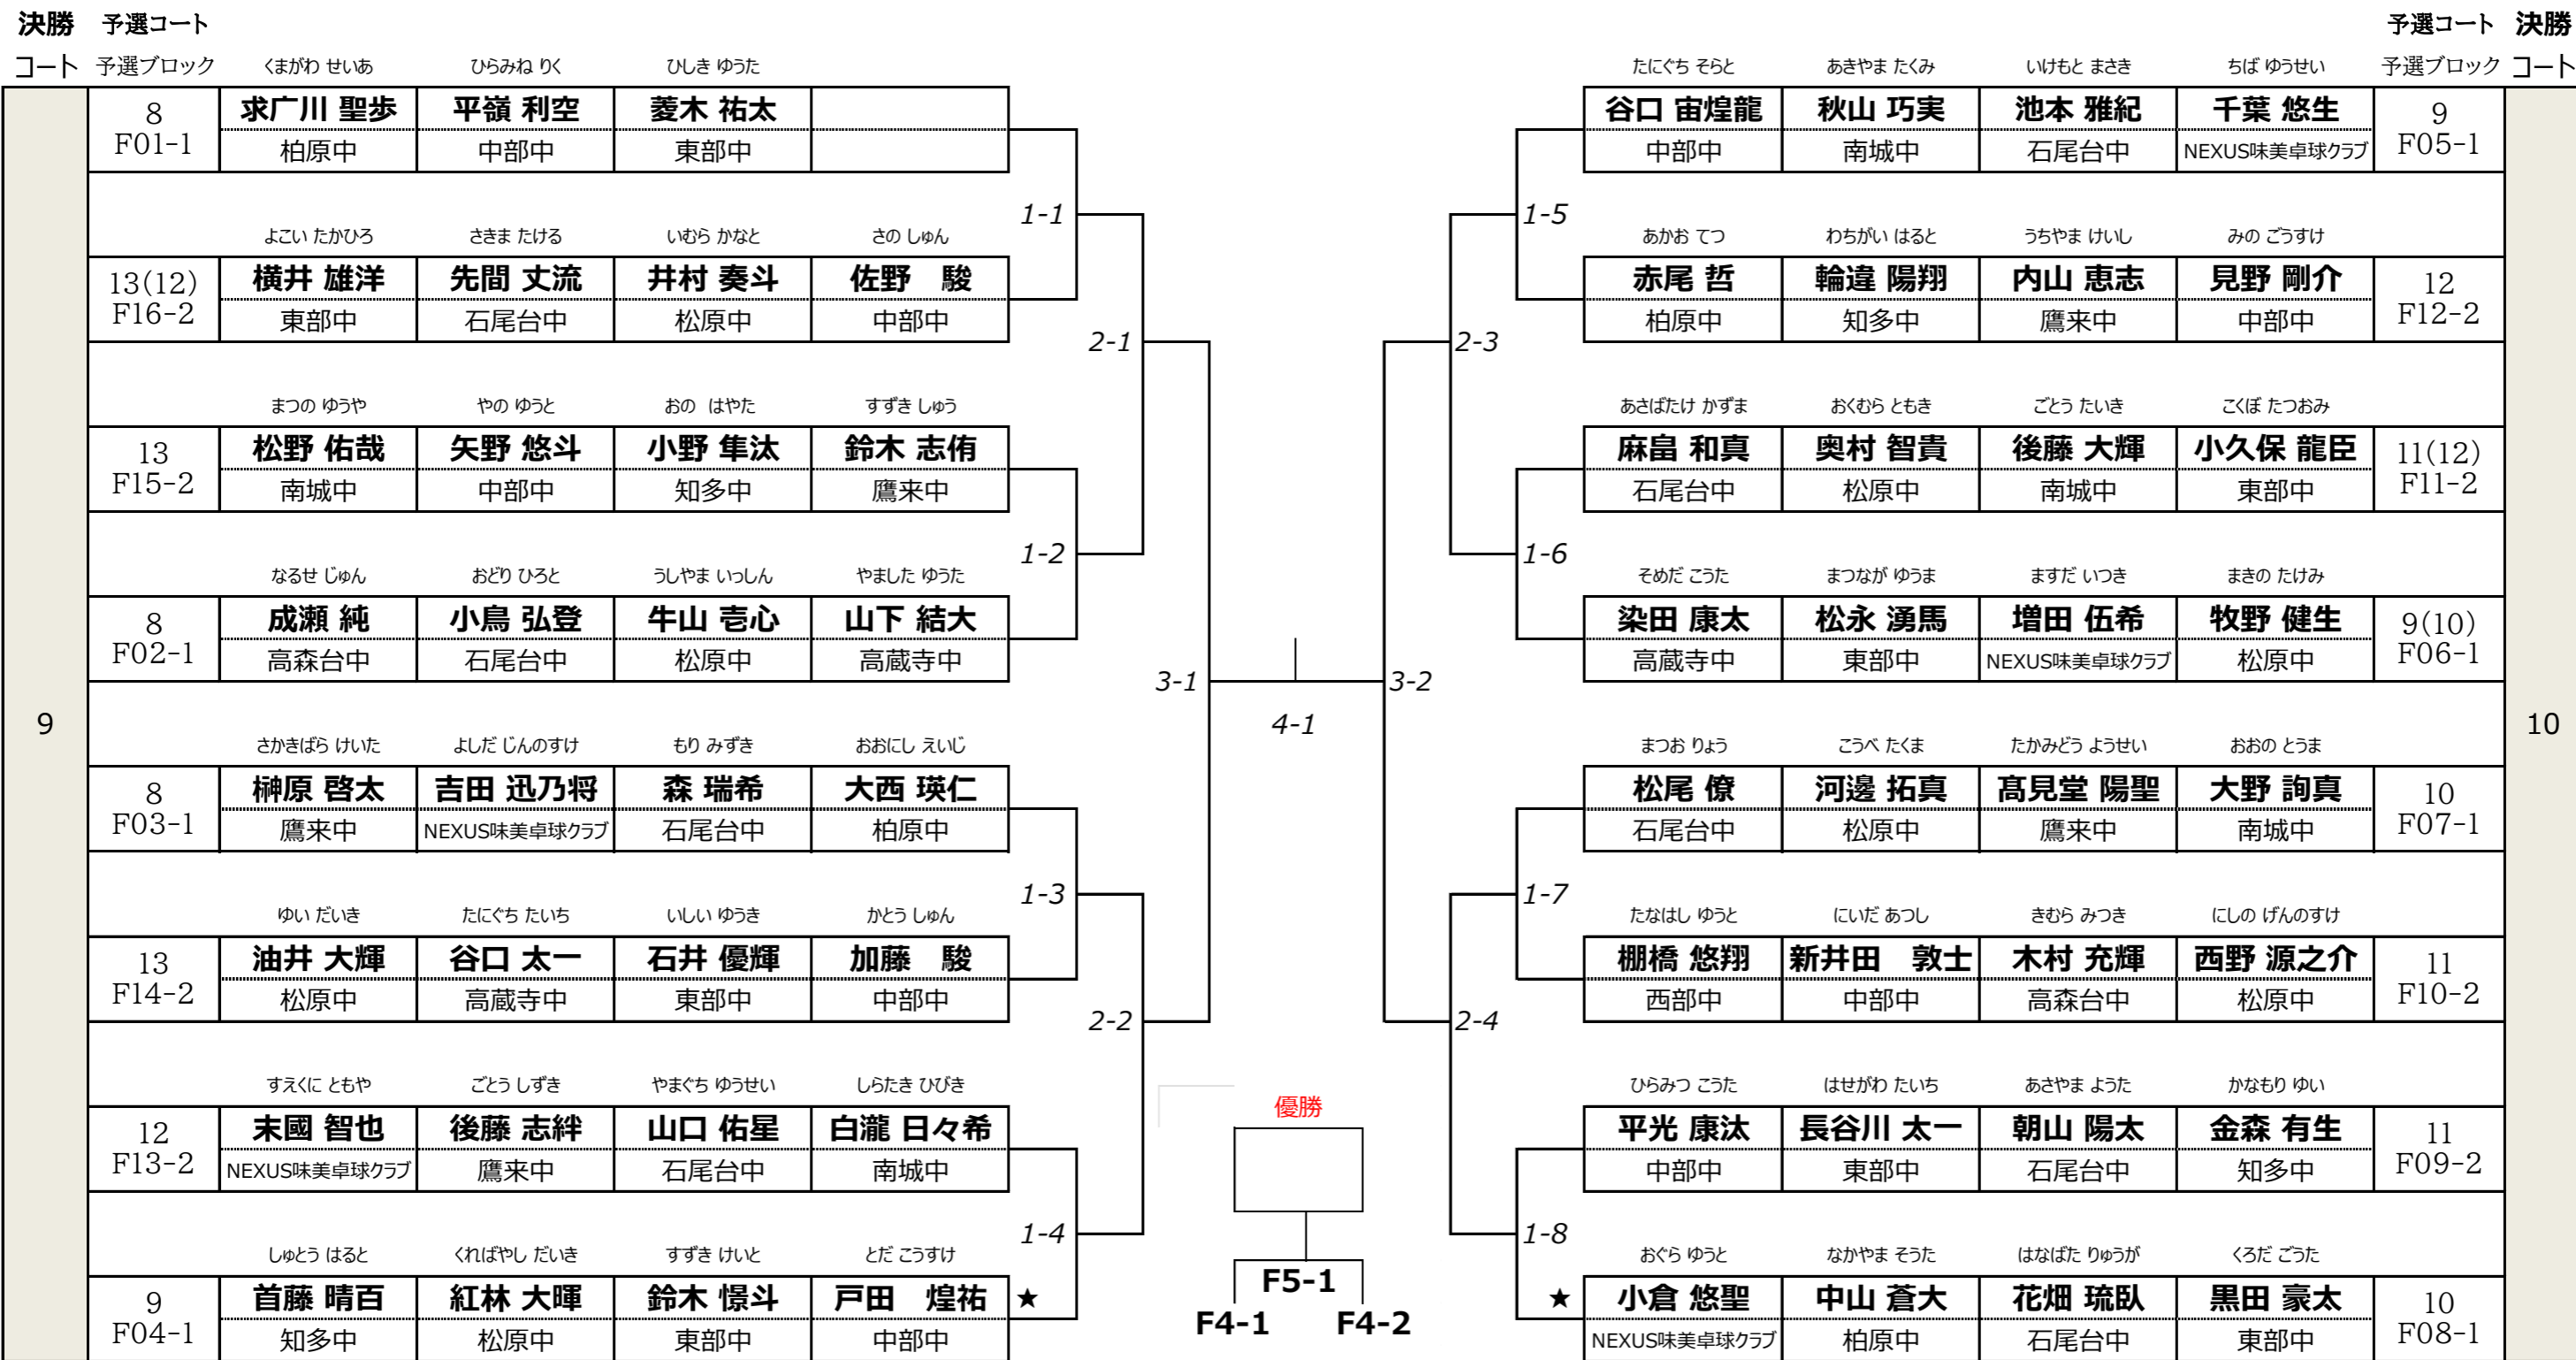 決勝 予選コート 予選コート 決勝
コート 予選ブロック 予選ブロック コート
くまがわ せいあ ひらみね りく ひしき ゆうた
8 求广川 聖歩 平嶺 利空 菱木 祐太
F01-1 柏原中 中部中 東部中
1-1
よこい たかひろ さきま たける いむら かなと さの しゅん
13(12) 横井 雄洋 先間 丈流 井村 奏斗 佐野 駿
F16-2 東部中 石尾台中 松原中 中部中
2-1
まつの ゆうや やの ゆうと おの はやた すずき しゅう
13 松野 佑哉 矢野 悠斗 小野 隼汰 鈴木 志侑
F15-2 南城中 中部中 知多中 鷹来中
1-2
なるせ じゅん おどり ひろと うしやま いっしん やました ゆうた
8 成瀬 純 小鳥 弘登 牛山 壱心 山下 結大
F02-1 高森台中 石尾台中 松原中 高蔵寺中
3-1
9
さかきばら けいた よしだ じんのすけ もり みずき おおにし えいじ
8 榊原 啓太 吉田 迅乃将 森 瑞希 大西 瑛仁
F03-1 鷹来中 NEXUS味美卓球クラブ 石尾台中 柏原中
1-3
ゆい だいき たにぐち たいち いしい ゆうき かとう しゅん
13 油井 大輝 谷口 太一 石井 優輝 加藤 駿
F14-2 松原中 高蔵寺中 東部中 中部中
2-2
すえくに ともや ごとう しずき やまぐち ゆうせい しらたき ひびき
12 末國 智也 後藤 志絆 山口 佑星 白瀧 日々希
F13-2 NEXUS味美卓球クラブ 鷹来中 石尾台中 南城中
1-4
しゅとう はると くればやし だいき すずき けいと とだ こうすけ
9 首藤 晴百 紅林 大暉 鈴木 憬斗 戸田 煌祐 ★
F04-1 知多中 松原中 東部中 中部中
4-1
優勝
F5-1
F4-1 F4-2
たにぐち そらと あきやま たくみ いけもと まさき ちば ゆうせい
谷口 宙煌龍 秋山 巧実 池本 雅紀 千葉 悠生 9
中部中 南城中 石尾台中 NEXUS味美卓球クラブ F05-1
1-5
あかお てつ わちがい はると うちやま けいし みの ごうすけ
赤尾 哲 輪違 陽翔 内山 恵志 見野 剛介 12
柏原中 知多中 鷹来中 中部中 F12-2
2-3
あさばたけ かずま おくむら ともき ごとう たいき こくぼ たつおみ
麻畠 和真 奥村 智貴 後藤 大輝 小久保 龍臣 11(12)
石尾台中 松原中 南城中 東部中 F11-2
1-6
そめだ こうた まつなが ゆうま ますだ いつき まきの たけみ
染田 康太 松永 湧馬 増田 伍希 牧野 健生 9(10)
高蔵寺中 東部中 NEXUS味美卓球クラブ 松原中 F06-1
3-2
10
まつお りょう こうべ たくま たかみどう ようせい おおの とうま
松尾 僚 河邊 拓真 髙見堂 陽聖 大野 詢真 10
石尾台中 松原中 鷹来中 南城中 F07-1
1-7
たなはし ゆうと にいだ あつし きむら みつき にしの げんのすけ
棚橋 悠翔 新井田 敦士 木村 充輝 西野 源之介 11
西部中 中部中 高森台中 松原中 F10-2
2-4
ひらみつ こうた はせがわ たいち あさやま ようた かなもり ゆい
平光 康汰 長谷川 太一 朝山 陽太 金森 有生 11
中部中 東部中 石尾台中 知多中 F09-2
1-8
おぐら ゆうと なかやま そうた はなばた りゅうが くろだ ごうた
★ 小倉 悠聖 中山 蒼大 花畑 琉臥 黒田 豪太 10
NEXUS味美卓球クラブ 柏原中 石尾台中 東部中 F08-1